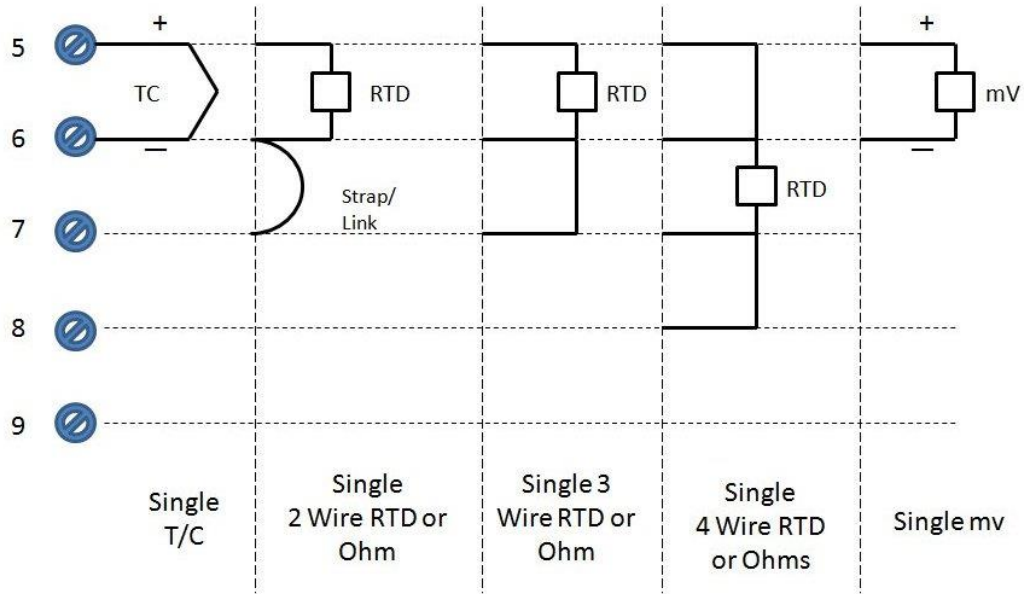 +
+
5
TC
RTD
RTD
mV
6
—
—
RTD
Strap/
Link
7
8
9
Single
T/C
Single
2 Wire RTD or
Ohm
Single 3
Wire RTD or
Ohm
Single
4 Wire RTD
or Ohms
Single mv